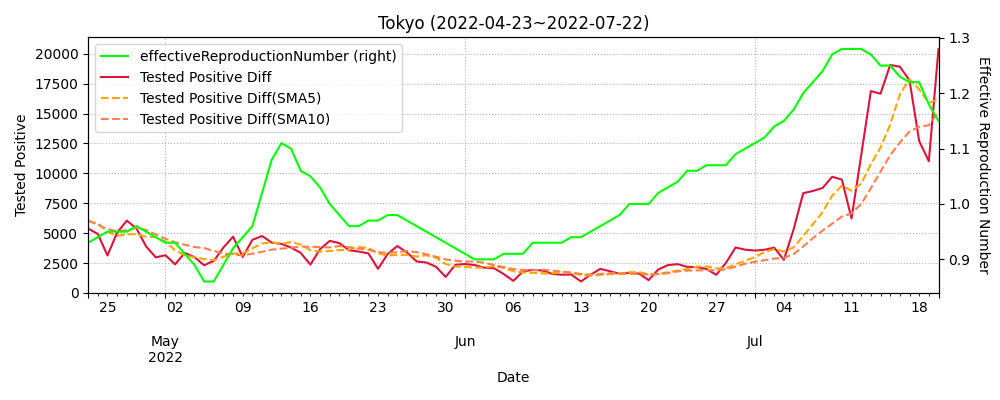 Tokyo (2022-04-23~2022-07-22)
effectiveReproductionNumber (right)
Tested Positive Diff
Tested Positive Diff(SMA5)
Tested Positive Diff(SMA10)
Tested Positive
20000
17500
15000
12500
10000
7500
5000
2500
0
1.3
1.2
1.1
1.0
0.9
Effective Reproduction Number
25 02 09 16 23 30 06 13 20 27 04 11 18
May Jun Jul
2022
Date